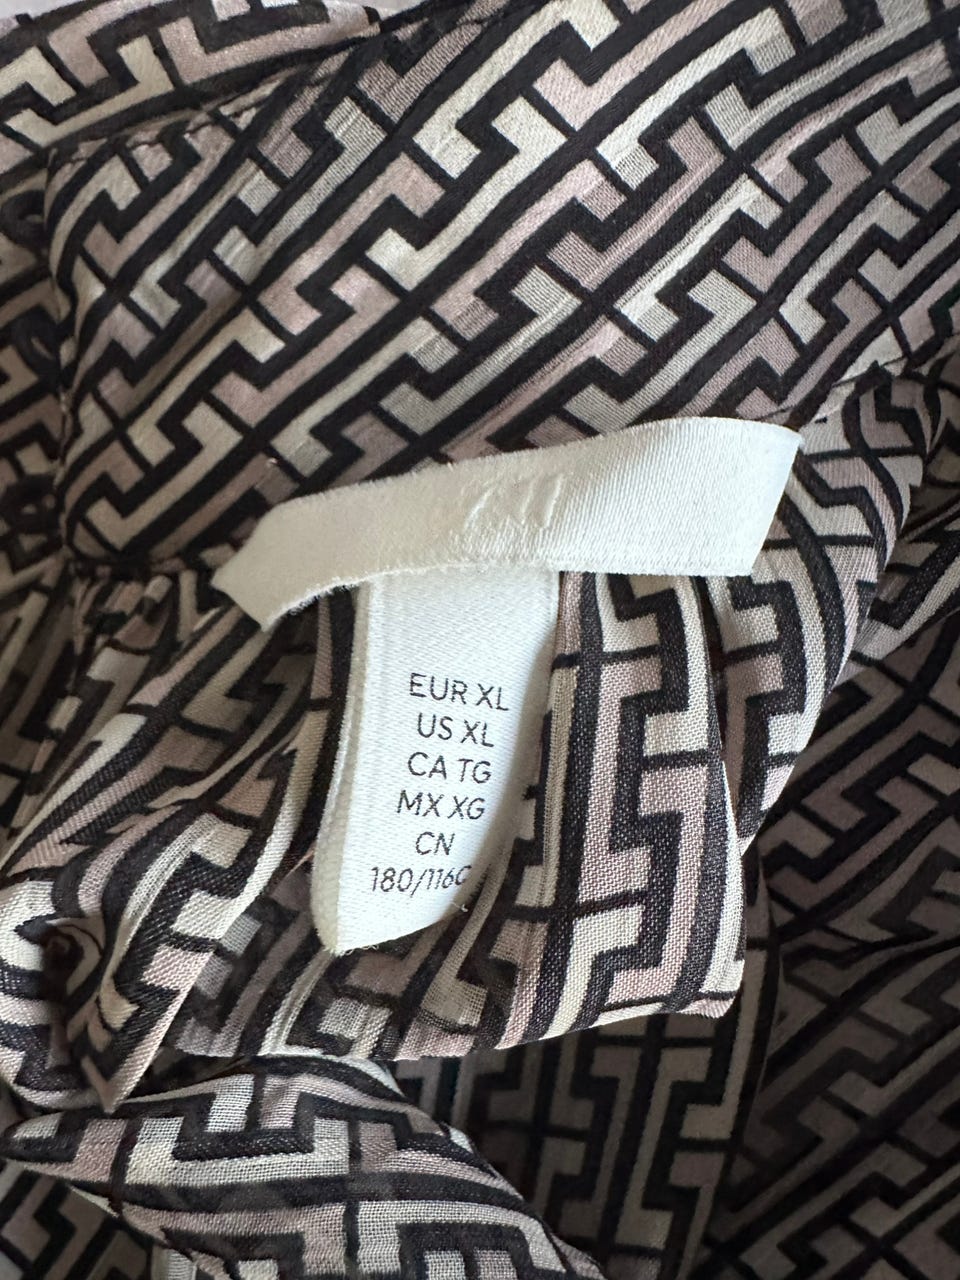 EUR XL
US XL
CA TG
MX XG
CN
180/116C